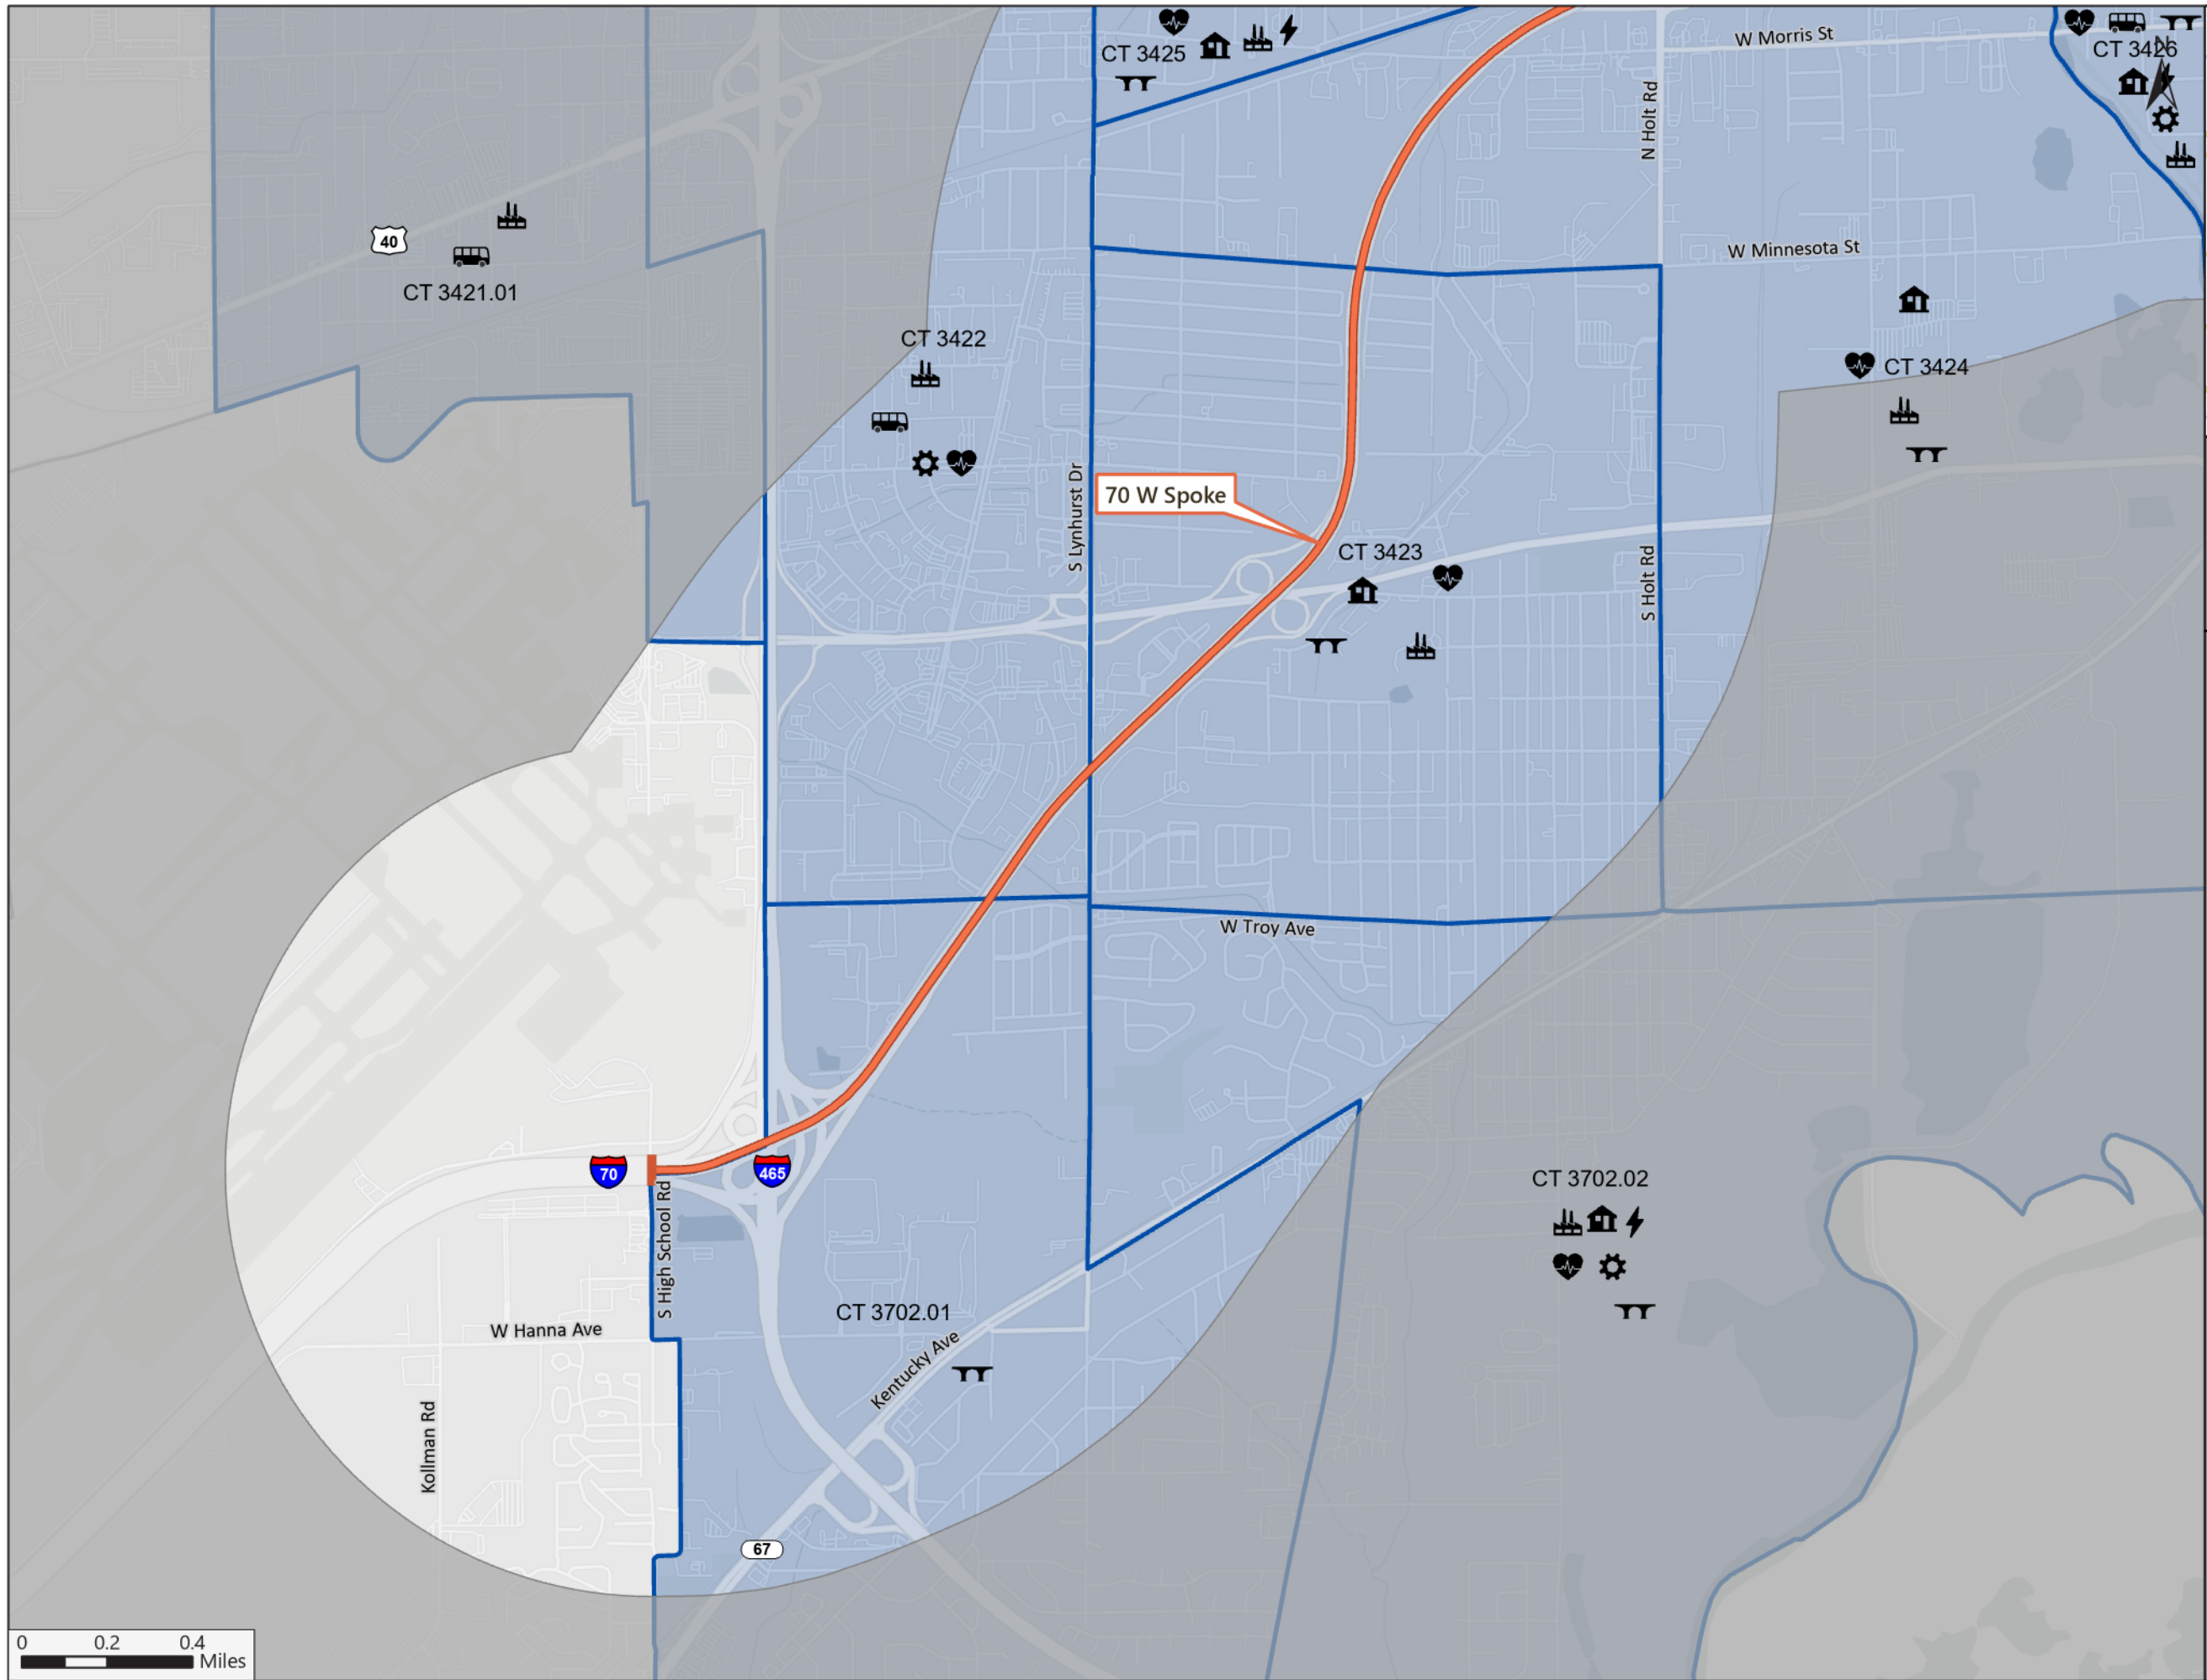 W Morris St
CT 3425
CT 3426
N
N Holt Rd
40
W Minnesota St
CT 3421.01
CT 3422
CT 3424
S Lynhurst Dr
70 W Spoke
CT 3423
S Holt Rd
W Troy Ave
70
465
S High School Rd
CT 3702.02
CT 3702.01
W Hanna Ave
Kentucky Ave
Kollman Rd
67
0 0.2 0.4
Miles